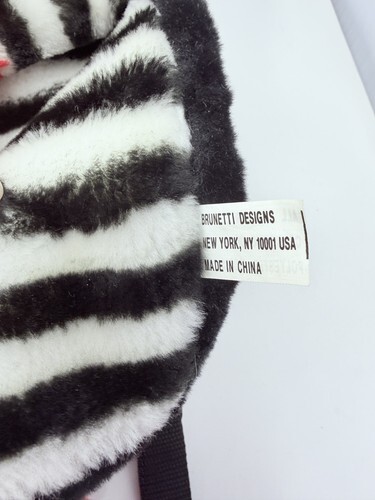 BRUNETTI DESIGNS
NEW YORK, NY 10001 USA
MADE IN CHINA